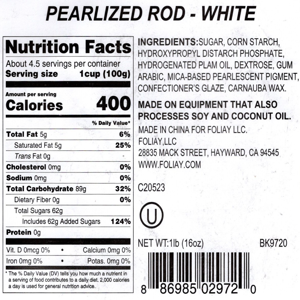 PEARLIZED ROD - WHITE
Nutrition Facts
About 4.5 servings per container
Serving size 1cup (100g)
Amount per serving
Calories 400
% Daily Value*
Total Fat 5g 6%
Saturated Fat 5g 25%
Trans Fat 0g
Cholesterol 0mg 0%
Sodium 0mg 0%
Total Carbohydrate 89g 32%
Dietary Fiber 0g 0%
Total Sugars 62g
Includes 62g Added Sugars 124%
Protein 0g
Vit. D 0mcg 0% • Calcium 0mg 0%
Iron 0mg 0% • Potas. 0mg 0%
* The % Daily Value (DV) tells you how much a nutrient in
a serving of food contributes to a daily diet. 2,000 calories
a day is used for general nutrition advice.
INGREDIENTS:SUGAR, CORN STARCH,
HYDROXYPROPYL DISTARCH PHOSPHATE,
HYDROGENATED PLAM OIL, DEXTROSE, GUM
ARABIC, MICA-BASED PEARLESCENT PIGMENT,
CONFECTIONER'S GLAZE, CARNAUBA WAX.
MADE ON EQUIPMENT THAT ALSO
PROCESSES SOY AND COCONUT OIL.
MADE IN CHINA FOR FOLIAY LLC.
FOLIAY,LLC
28835 MACK STREET, HAYWARD, CA 94545
WWW.FOLIAY.COM
C20523
U
NET WT:1lb (16oz) BK9720
8 86985 02972 0